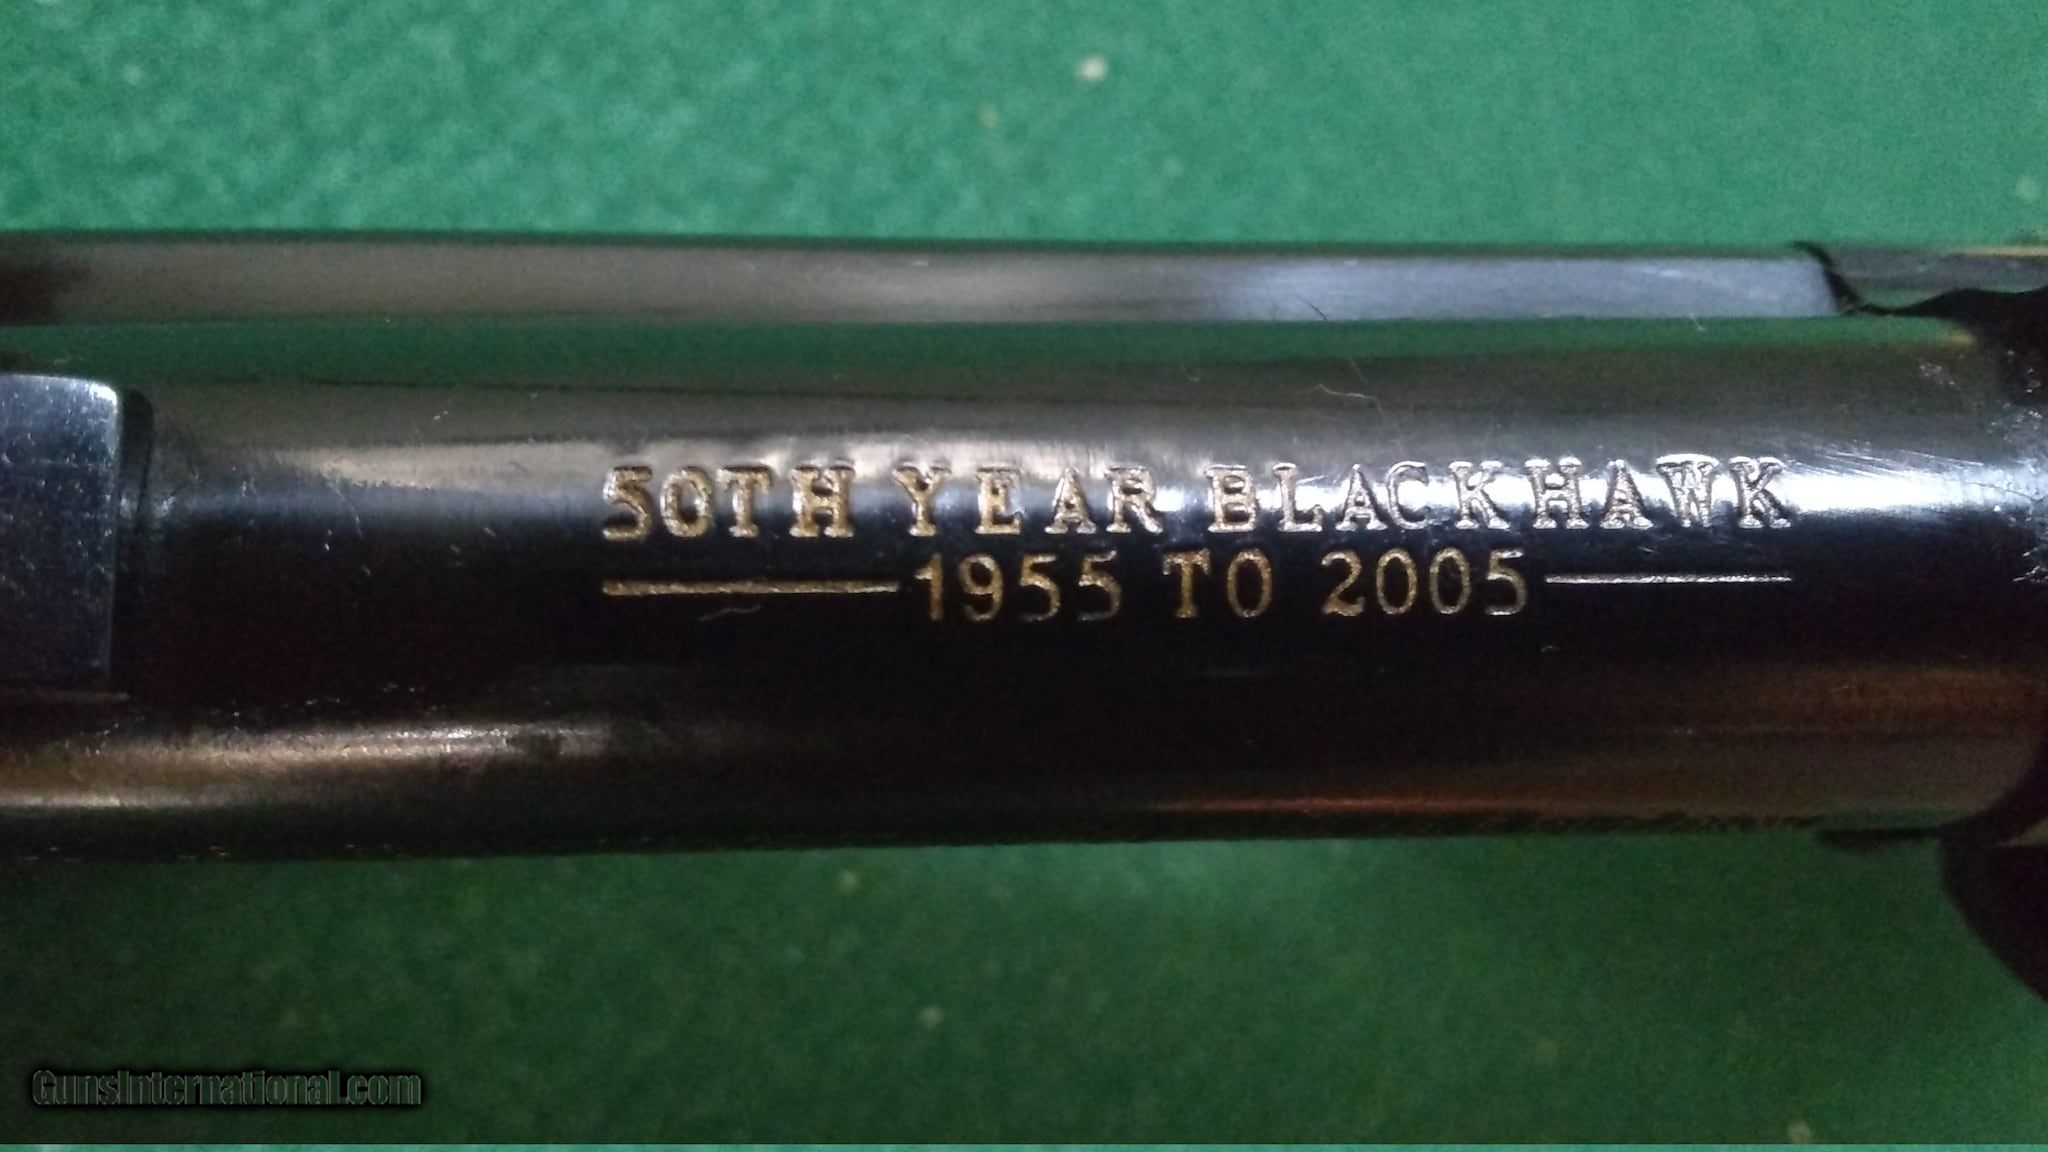 50TH YEAR BLACKHAWK
1955 TO 2005
GunsInternational.com